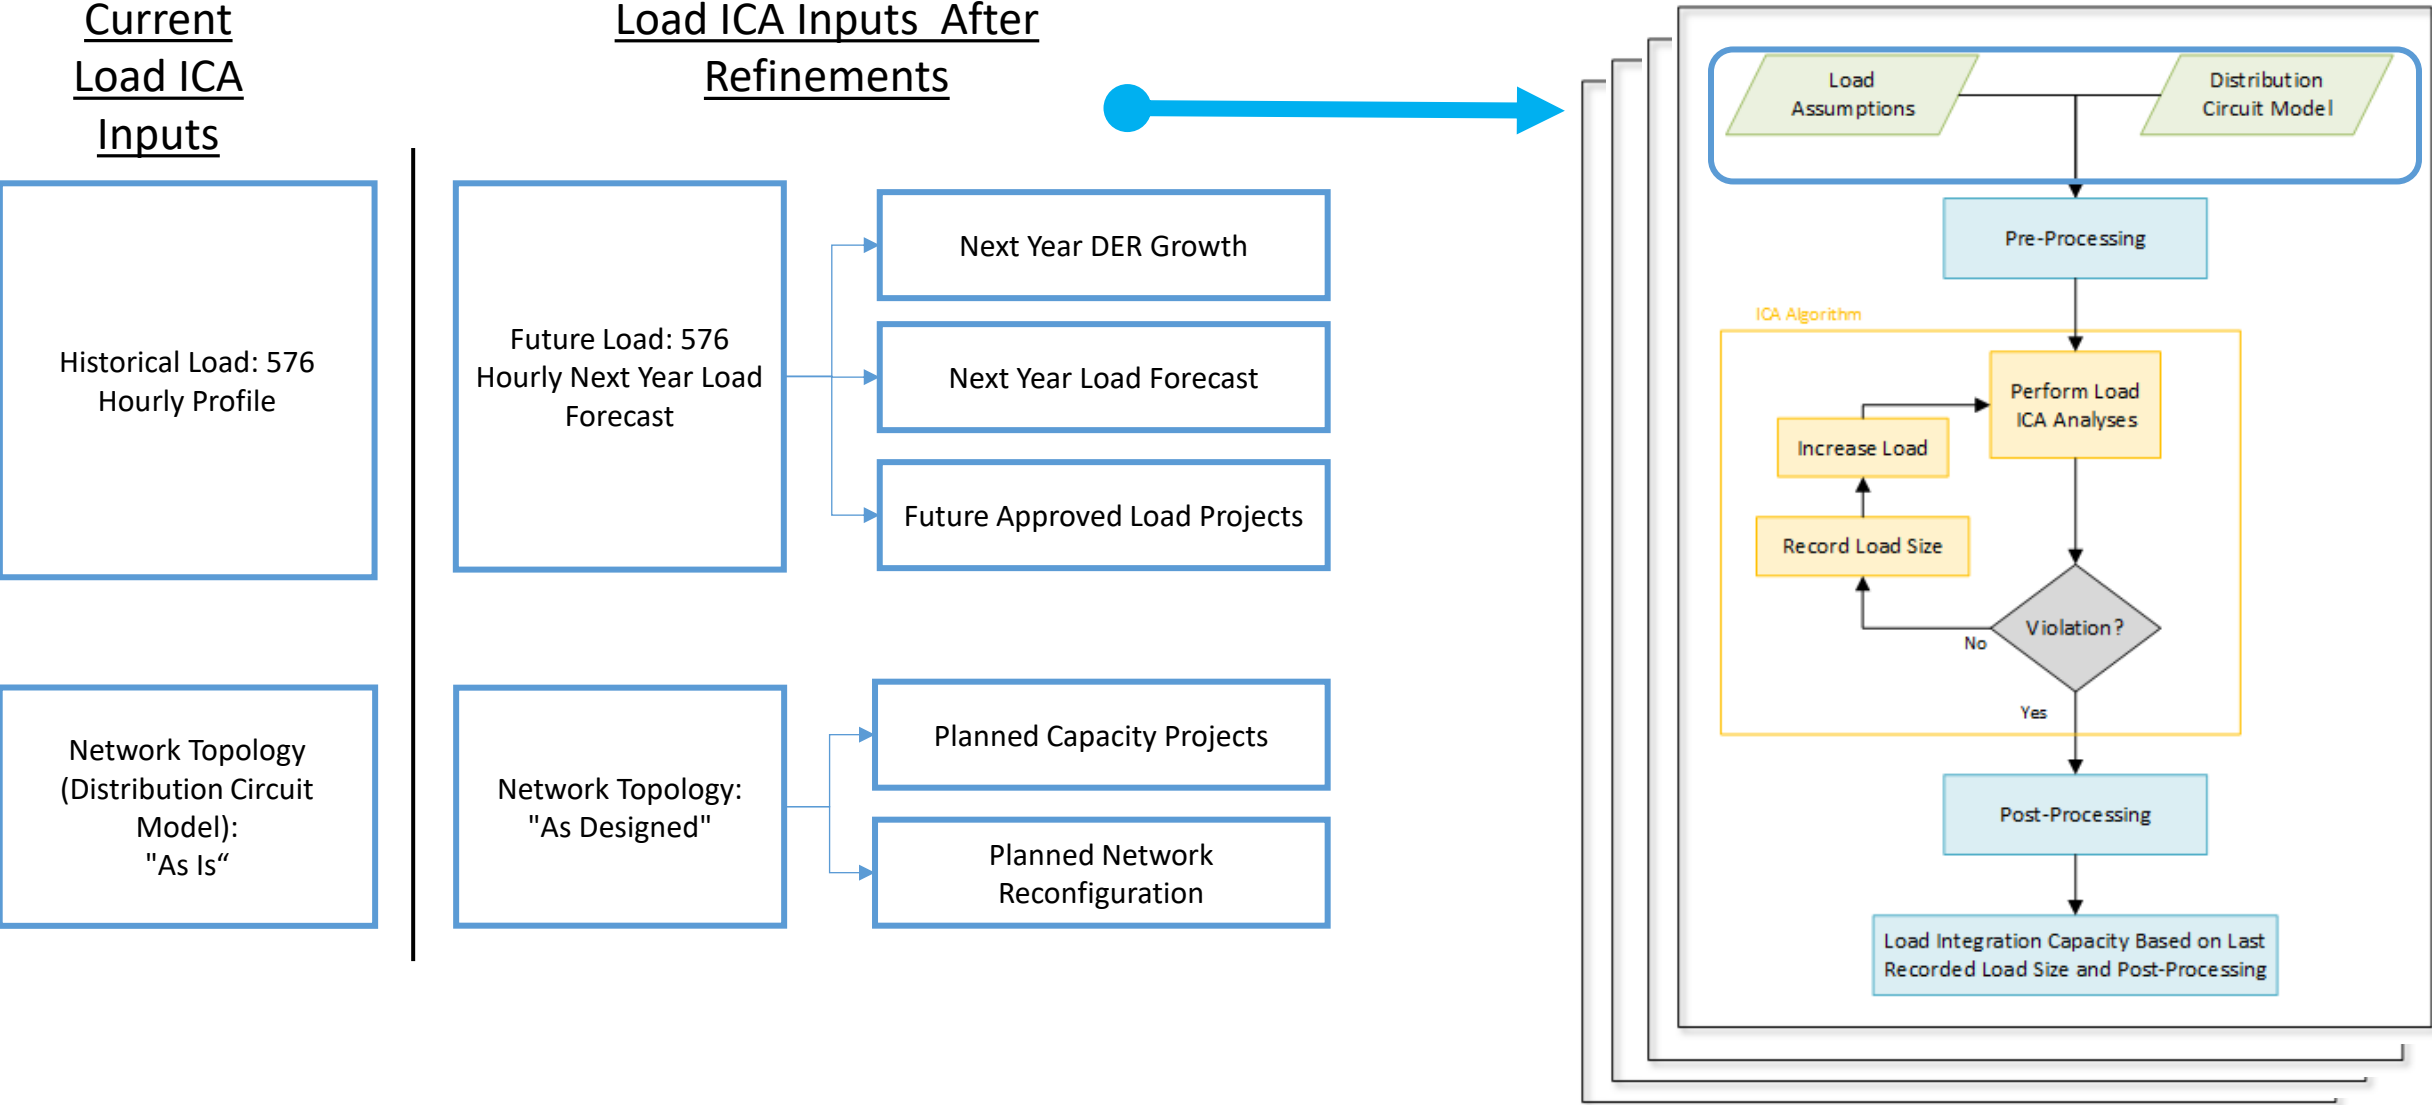 Current
Load ICA
Inputs
Historical Load: 576
Hourly Profile
Network Topology
(Distribution Circuit
Model):
"As Is“
Load ICA Inputs  After
Refinements
Future Load: 576
Hourly Next Year Load
Forecast
Next Year DER Growth
Next Year Load Forecast
Future Approved Load Projects
Network Topology:
"As Designed"
Planned Capacity Projects
Planned Network
Reconfiguration
Load
Assumptions
Distribution
Circuit Model
Pre-Processing
ICA Algorithm
Perform Load
ICA Analyses
Increase Load
Record Load Size
Violation?
No
Yes
Post-Processing
Load Integration Capacity Based on Last
Recorded Load Size and Post-Processing